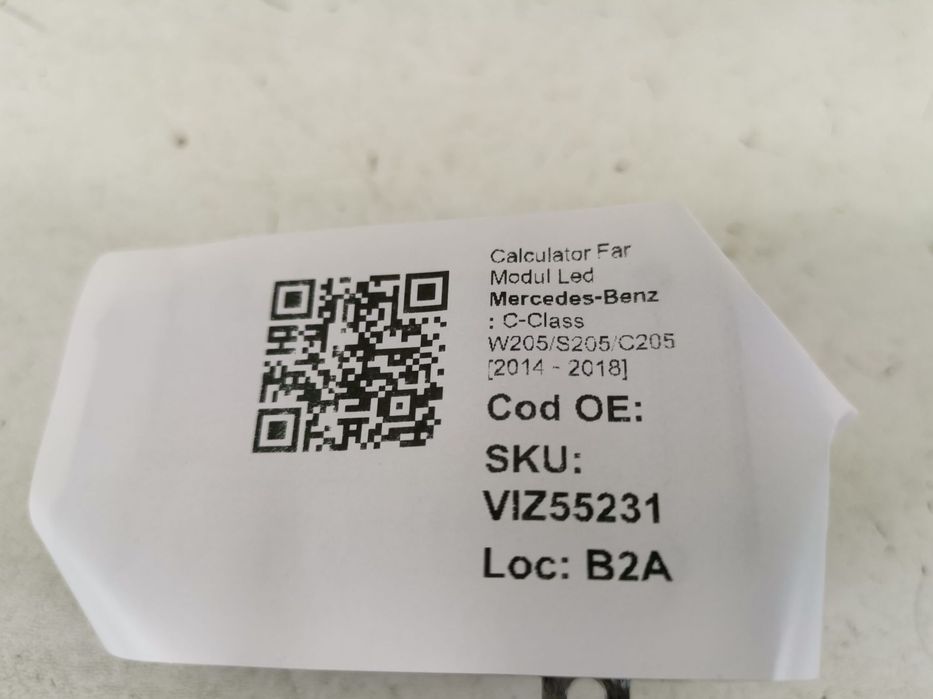 Calculator Far
Modul Led
Mercedes-Benz
: C-Class
W205/S205/C205
[2014 - 2018]
Cod OE:
SKU:
VIZ55231
Loc: B2A